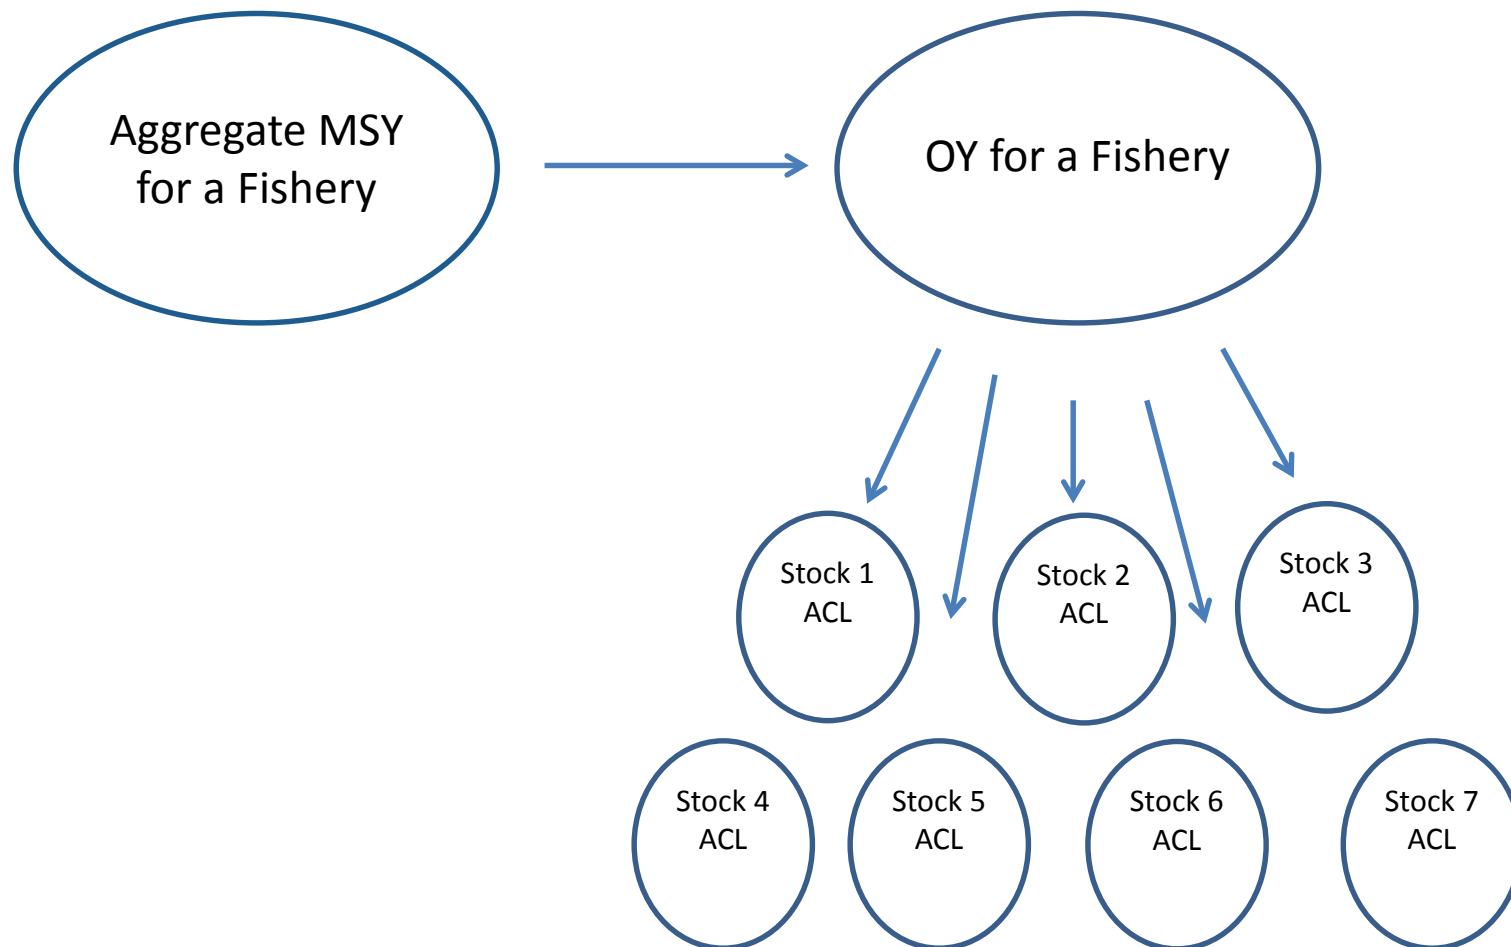 Aggregate MSY
for a Fishery
OY for a Fishery
Stock 1
ACL
Stock 2
ACL
Stock 3
ACL
Stock 4
ACL
Stock 5
ACL
Stock 6
ACL
Stock 7
ACL